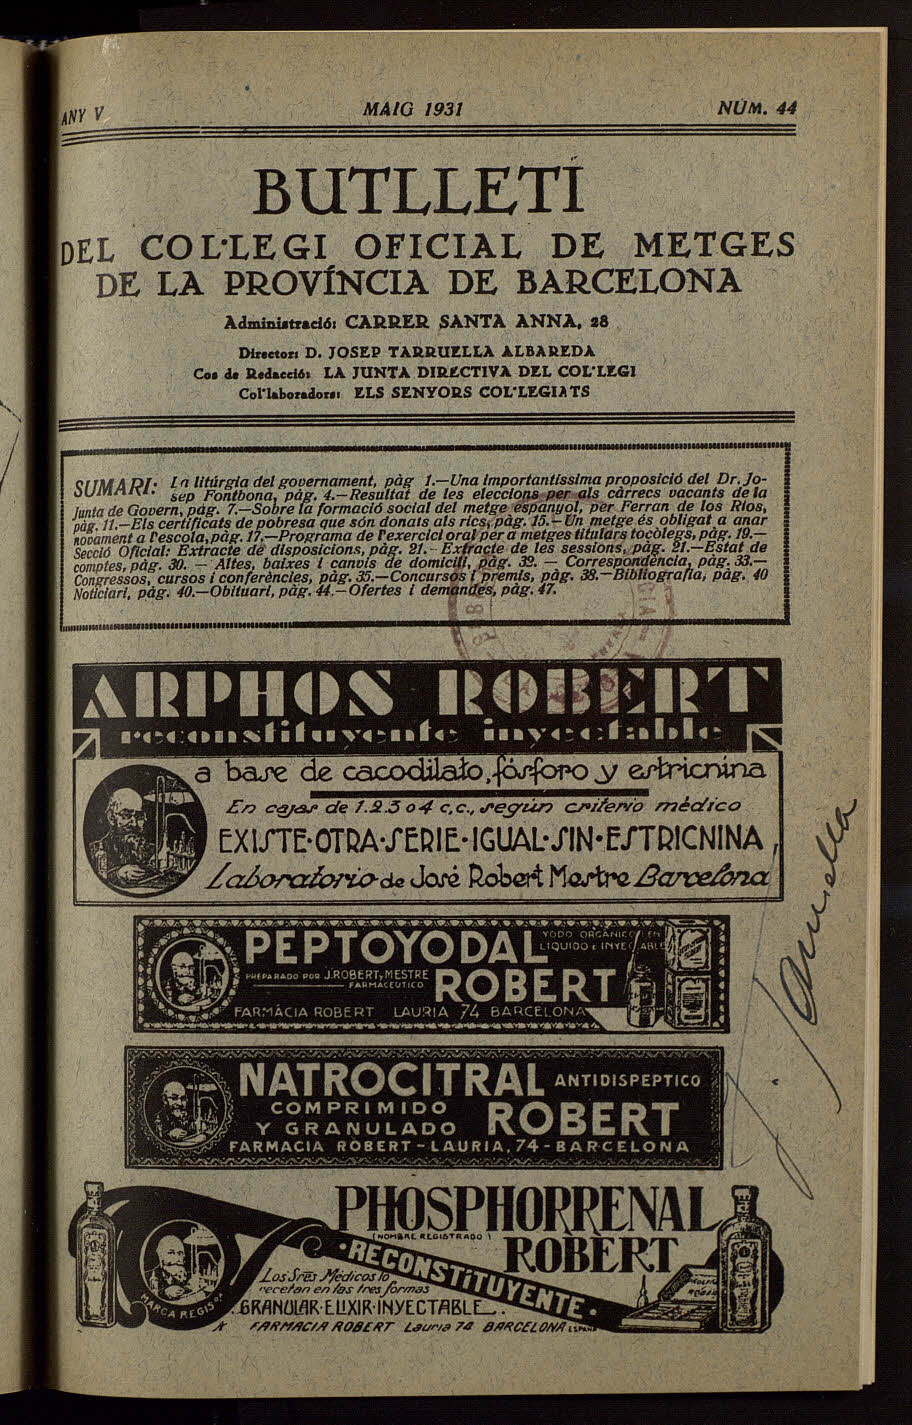 ANY V MAIG 1931 NÚM. 44
BUTLLETÍ
DEL COL·LEGI OFICIAL DE METGES
DE LA PROVÍNCIA DE BARCELONA
Administració: CARRER SANTA ANNA, 28
Director: D. JOSEP TARRUELLA ALBAREDA
Cos de Redacció: LA JUNTA DIRECTIVA DEL COL·LEGI
Col·laboradors: ELS SENYORS COL·LEGIATS
SUMARI: La litúrgia del governament, pàg 1.—Una importantíssima proposició del Dr. Jo-
sep Fontbona, pàg. 4.—Resultat de les eleccions per als càrrecs vacants de la
Junta de Govern, pàg. 7.—Sobre la formació social del metge espanyol, per Ferran de los Rios,
pàg. 11.—Els certificats de pobresa que són donats als rics, pàg. 15.—Un metge és obligat a anar
novament a l'escola, pàg. 17.—Programa de l'exercici oral per a metges titulars tocòlegs, pàg. 19.—
Secció Oficial: Extracte de disposicions, pàg. 21.—Extracte de les sessions, pàg. 21.—Estat de
comptes, pàg. 30. — Altes, baixes i canvis de domicili, pàg. 32. — Correspondència, pàg. 33.—
Congressos, cursos i conferències, pàg. 35.—Concursos i premis, pàg. 38.—Bibliografia, pàg. 40
Noticiari, pàg. 40.—Obituari, pàg. 44.—Ofertes i demandes, pàg. 47.
ARPHOS ROBERT
reconstituyente inyectable
a base de cacodilato, fósforo y estricnina
En cajas de 1.2.3 o 4 c.c., según criterio médico
EXISTE·OTRA·SERIE·IGUAL·SIN·ESTRICNINA
Laboratorio de José Robert Mestre Barcelona
PEPTOYODAL YODO ORGÁNICO EN
LIQUIDO E INYECTABLE
PREPARADO POR J. ROBERT Y MESTRE
FARMACEUTICO
ROBERT
FARMÁCIA ROBERT LAURIA 74 BARCELONA
NATROCITRAL ANTIDISPEPTICO
COMPRIMIDO
Y GRANULADO ROBERT
FARMACIA ROBERT - LAURIA, 74 - BARCELONA
PHOSPHORRENAL
(NOMBRE REGISTRADO)
ROBERT
·RECONSTITUYENTE·
Los Sres Médicos lo
recetan en las tres formas
GRANULAR·ELIXIR·INYECTABLE
MARCA REGISDA
FARMACIA ROBERT Lauria 74 BARCELONA ESPAÑA